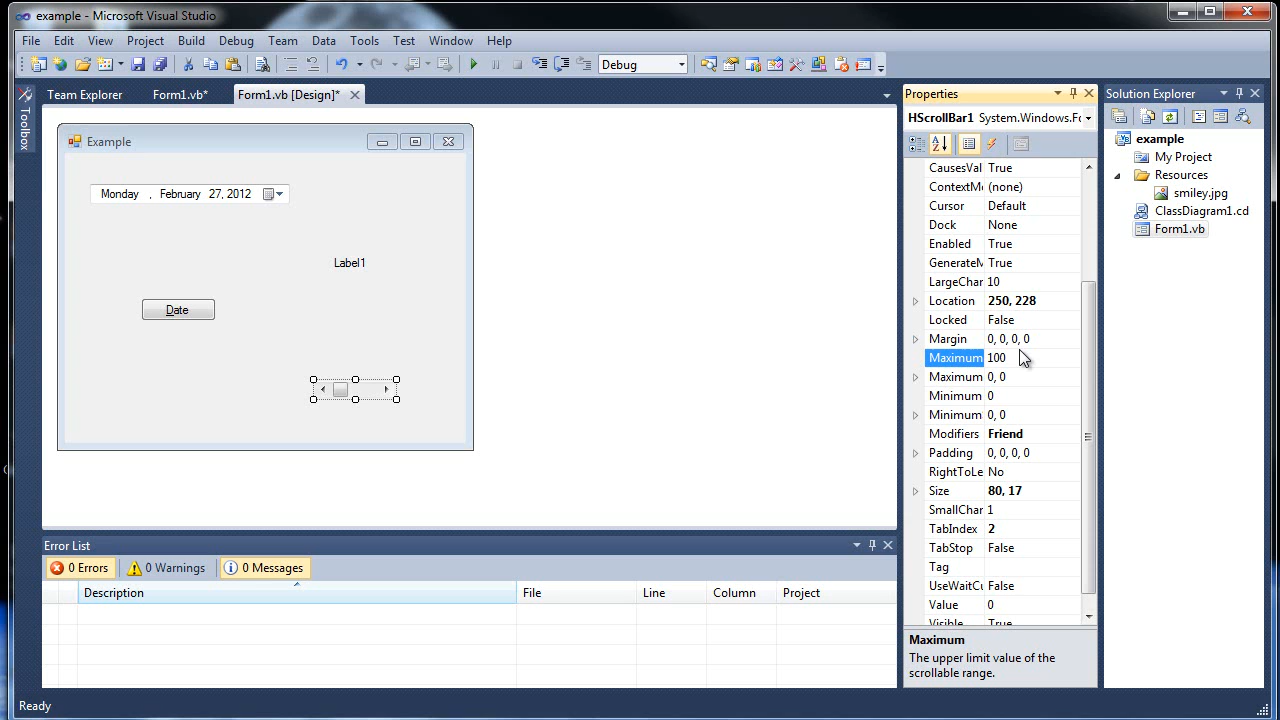 example - Microsoft Visual Studio
File Edit View Project Build Debug Team Data Tools Test Window Help
Debug
Toolbox
Team Explorer Form1.vb* Form1.vb [Design]*
Example
Monday , February 27, 2012
Label1
Date
Error List
0 Errors 0 Warnings 0 Messages
Description File Line Column Project
Properties
HScrollBar1 System.Windows.Fo
CausesVal True
ContextMe (none)
Cursor Default
Dock None
Enabled True
GenerateM True
LargeChar 10
Location 250, 228
Locked False
Margin 0, 0, 0, 0
Maximum 100
Maximum 0, 0
Minimum 0
Minimum 0, 0
Modifiers Friend
Padding 0, 0, 0, 0
RightToLe No
Size 80, 17
SmallChar 1
TabIndex 2
TabStop False
Tag
UseWaitCu False
Value 0
Visible True
Maximum
The upper limit value of the
scrollable range.
Solution Explorer
example
My Project
Resources
smiley.jpg
ClassDiagram1.cd
Form1.vb
Ready